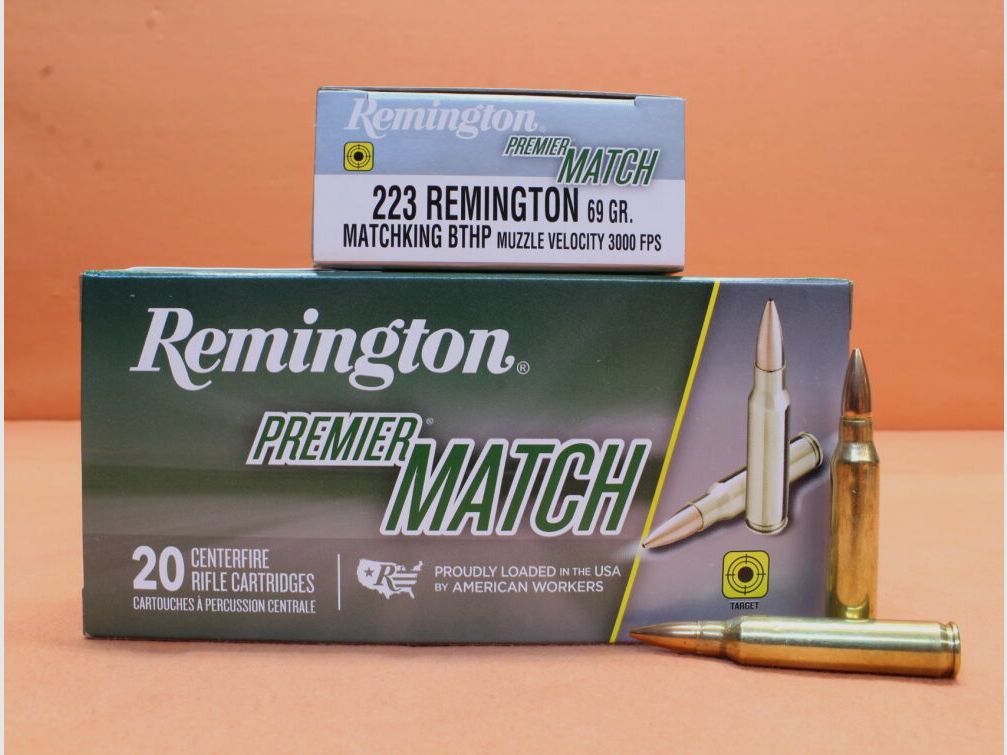 Remington®
PREMIER
MATCH
223 REMINGTON 69 GR.
MATCHKING BTHP MUZZLE VELOCITY 3000 FPS
Remington®
PREMIER®
MATCH
20 CENTERFIRE
RIFLE CARTRIDGES
CARTOUCHES À PERCUSSION CENTRALE
R
PROUDLY LOADED IN THE USA
BY AMERICAN WORKERS
TARGET